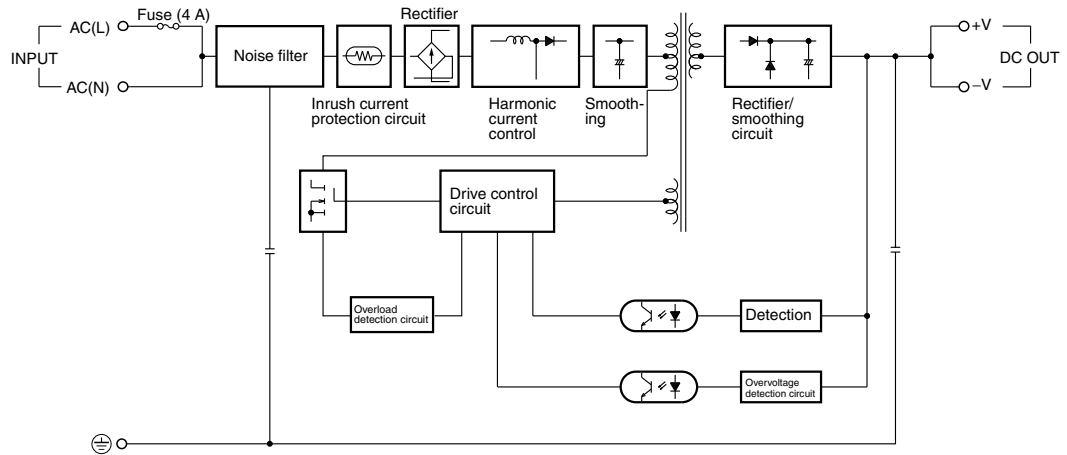 AC(L)
Fuse (4 A)
INPUT
AC(N)
Noise filter
Inrush current
protection circuit
Rectifier
Harmonic
current
control
Smooth-
ing
Rectifier/
smoothing
circuit
+V
DC OUT
−V
Drive control
circuit
Overload
detection circuit
Detection
Overvoltage
detection circuit